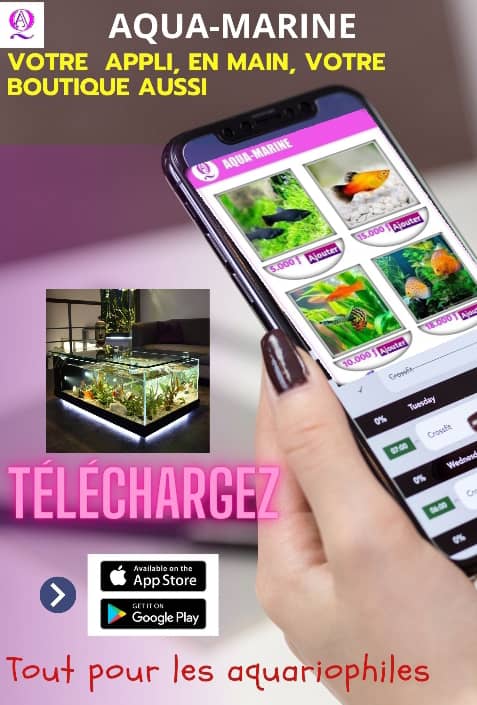 AQUA-MARINE
VOTRE APPLI, EN MAIN, VOTRE
BOUTIQUE AUSSI
AQUA-MARINE
5.000 f Ajouter
15.000 f Ajouter
10.000 f Ajouter
18.000 f
Crossfit
0% Tuesday
07:00 Crossfit
0% Wednesd
06:00 Crossfit
0%
TÉLÉCHARGEZ
Available on the
App Store
GET IT ON
Google Play
Tout pour les aquariophiles